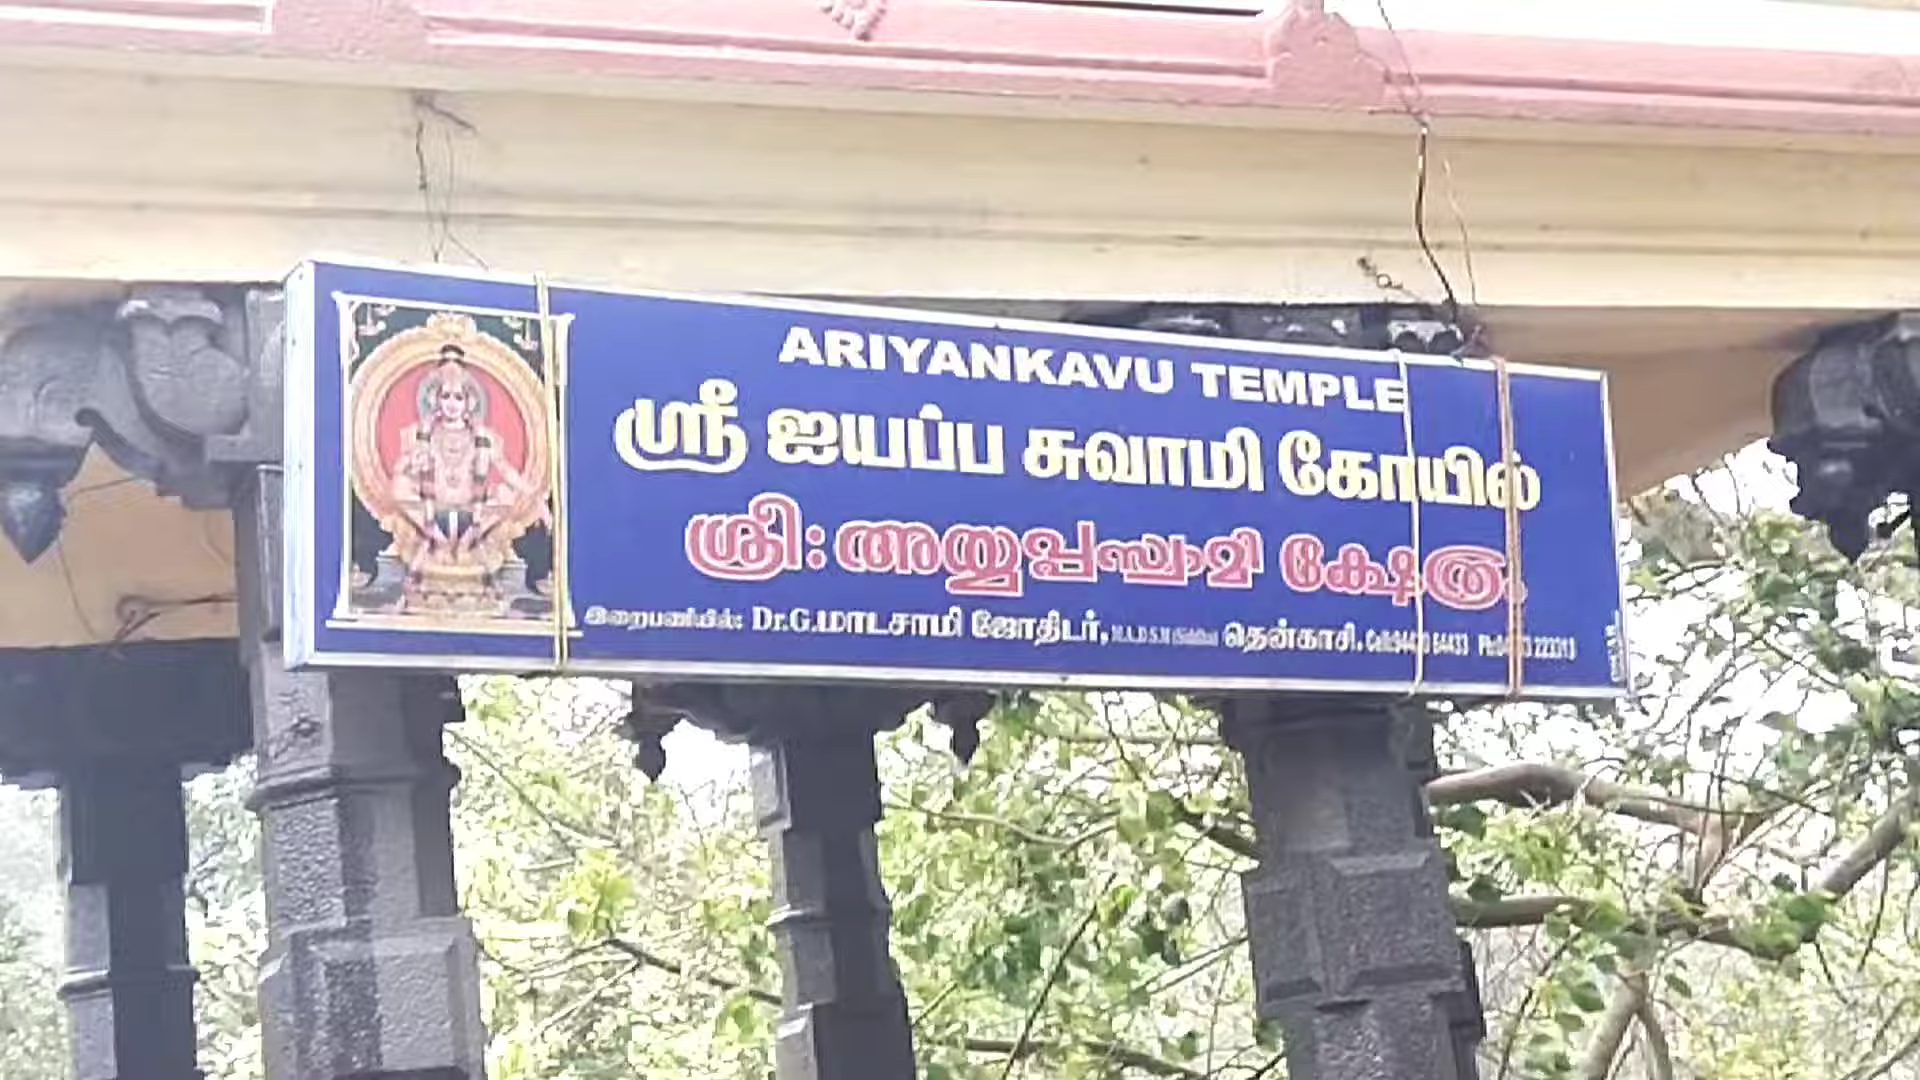 ARIYANKAVU TEMPLE
ஸ்ரீ ஐயப்ப சுவாமி கோயில்
ശ്രീ: അയ്യപ്പസ്വാമി ക്ഷേത്രം
இறைபணியில்: Dr.G.மாடசாமி ஜோதிடர், தென்காசி.